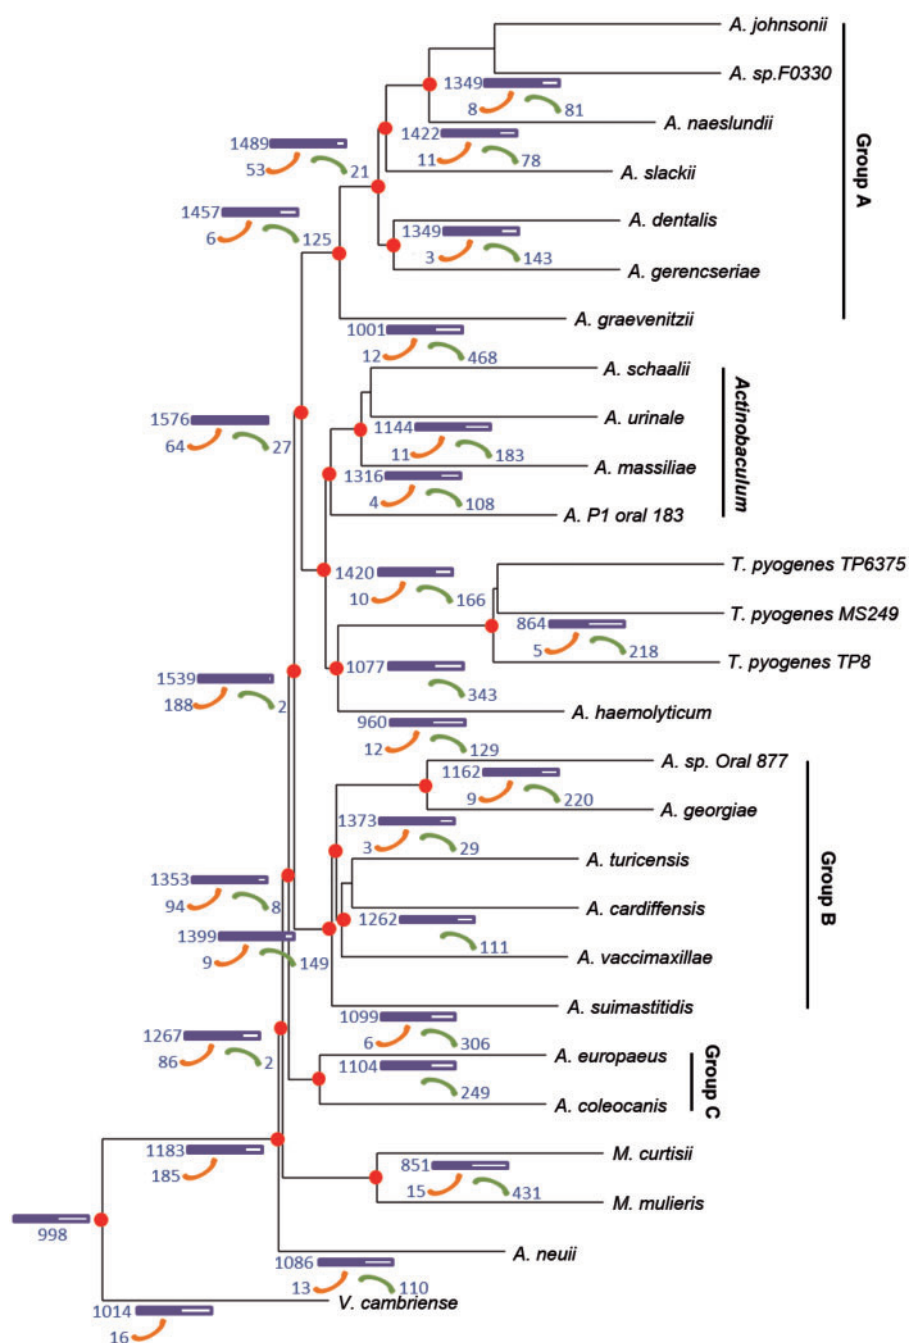 A. johnsonii
A. sp.F0330
1349
8 81
A. naeslundii
1422
11 78
1489
53 21
A. slackii
Group A
1457
6 125
A. dentalis
1349
3 143
A. gerencseriae
A. graevenitzii
1001
12 468
A. schaalii
1576
64 27
A. urinale
1144
11 183
Actinobaculum
A. massiliae
1316
4 108
A. P1 oral 183
T. pyogenes TP6375
1420
10 166
T. pyogenes MS249
864
5 218
T. pyogenes TP8
1077
343
1539
188 2
A. haemolyticum
960
12 129
A. sp. Oral 877
1162
9 220
A. georgiae
1373
3 29
A. turicensis
Group B
1353
94 8
A. cardiffensis
1262
111
1399
9 149
A. vaccimaxillae
A. suimastitidis
1099
6 306
1267
86 2
A. europaeus
1104
249
Group C
A. coleocanis
1183
185
M. curtisii
851
15 431
M. mulieris
998
A. neuii
1086
13 110
V. cambriense
1014
16